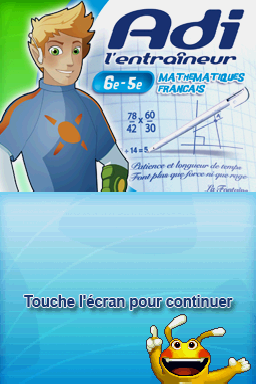 Adi
l'entraîneur
6e-5e MATHÉMATIQUES
FRANÇAIS
78 x 60
42 30
÷ 14 = 5
Patience et longueur de temps
Font plus que force ni que rage
La Fontaine
Touche l'écran pour continuer